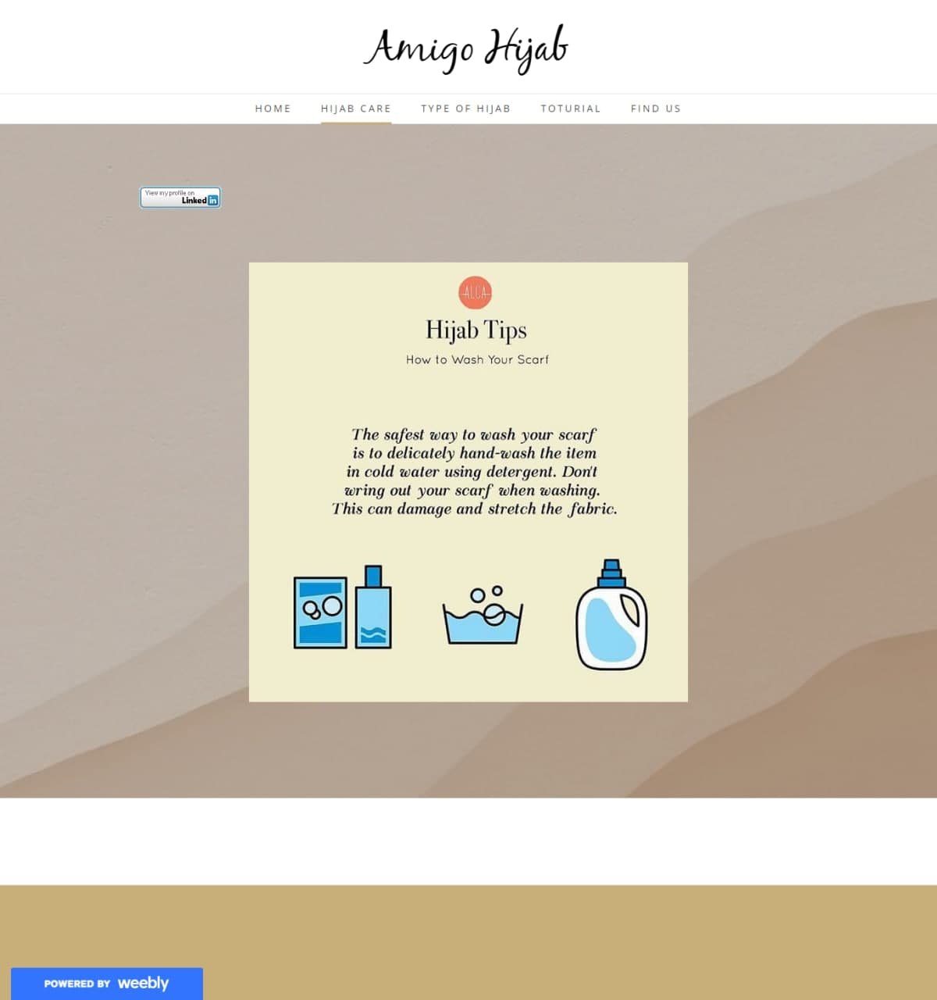 Amigo Hijab
HOME HIJAB CARE TYPE OF HIJAB TOTURIAL FIND US
View my profile on
Linked in
ALCA
Hijab Tips
How to Wash Your Scarf
The safest way to wash your scarf
is to delicately hand-wash the item
in cold water using detergent. Don't
wring out your scarf when washing.
This can damage and stretch the fabric.
POWERED BY weebly